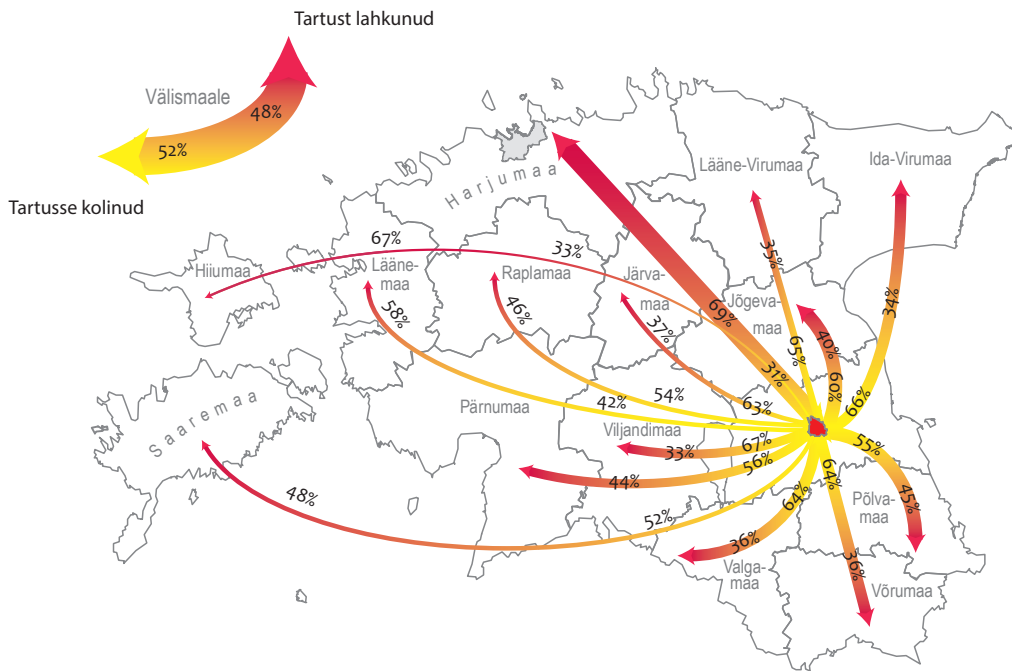 Tartust lahkunud
Välismaale
48%
52%
Tartusse kolinud
Harjumaa
Lääne-Virumaa
Ida-Virumaa
67%
33%
Hiiumaa
Lääne-
maa
Raplamaa
Järva-
maa
Jõgeva-
maa
35%
34%
58%
46%
37%
69%
40%
65%
31%
60%
66%
Saaremaa
Pärnumaa
42%
54%
63%
Viljandimaa
33%
67%
55%
44%
56%
64%
64%
Põlva-
maa
45%
48%
52%
36%
36%
Valga-
maa
Võrumaa